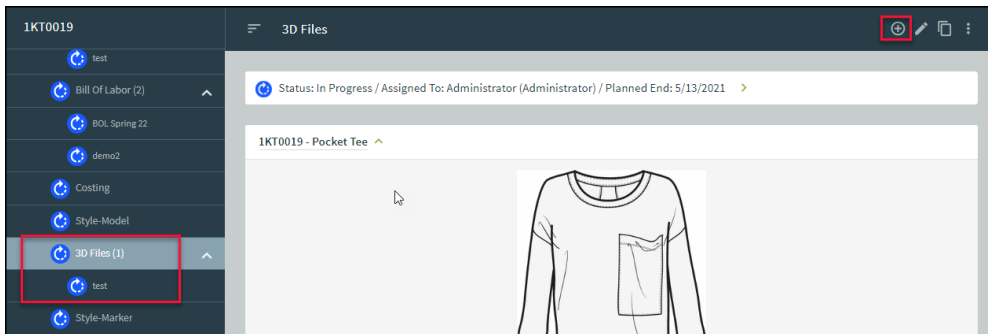 1KT0019
test
Bill Of Labor (2)
BOL Spring 22
demo2
Costing
Style-Model
3D Files (1)
test
Style-Marker
3D Files
Status: In Progress / Assigned To: Administrator (Administrator) / Planned End: 5/13/2021
1KT0019 - Pocket Tee